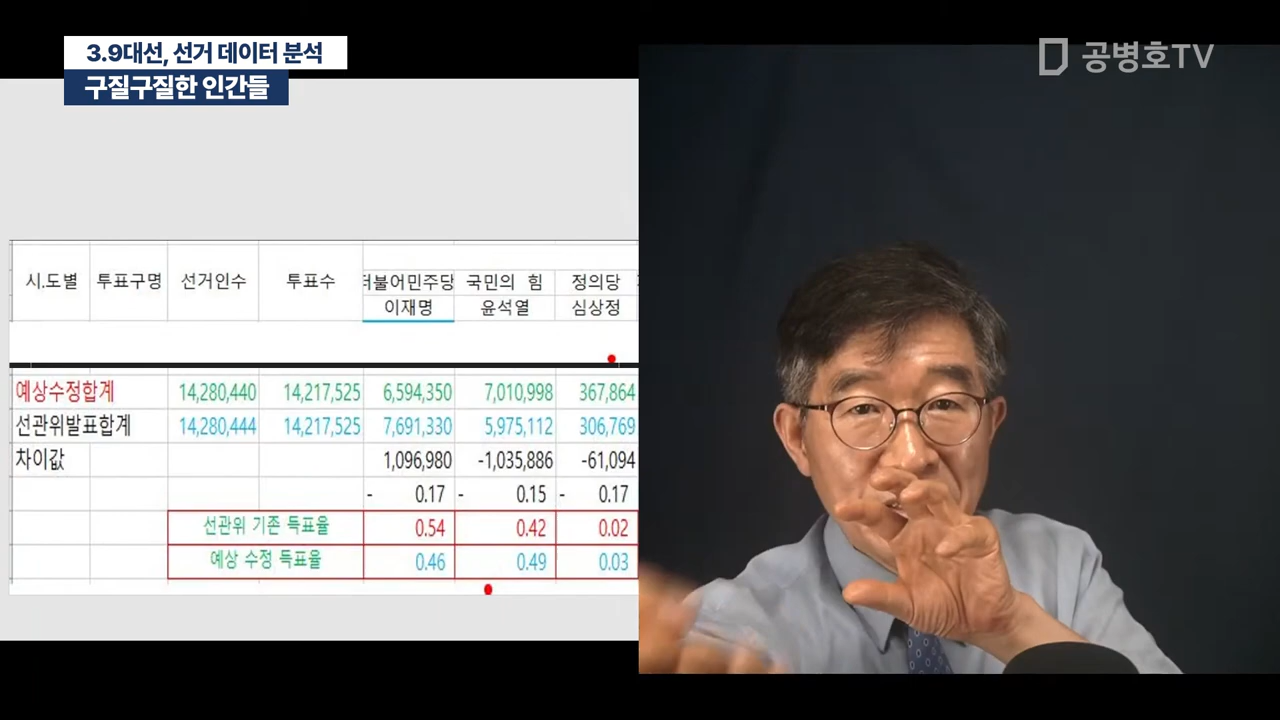 3.9대선, 선거 데이터 분석
구질구질한 인간들
공병호TV
시.도별 투표구명 선거인수 투표수 더불어민주당 국민의 힘 정의당
이재명 윤석열 심상정
예상수정합계 14,280,440 14,217,525 6,594,350 7,010,998 367,864
선관위발표합계 14,280,444 14,217,525 7,691,330 5,975,112 306,769
차이값 1,096,980 -1,035,886 -61,094
- 0.17 - 0.15 - 0.17
선관위 기존 득표율 0.54 0.42 0.02
예상 수정 득표율 0.46 0.49 0.03